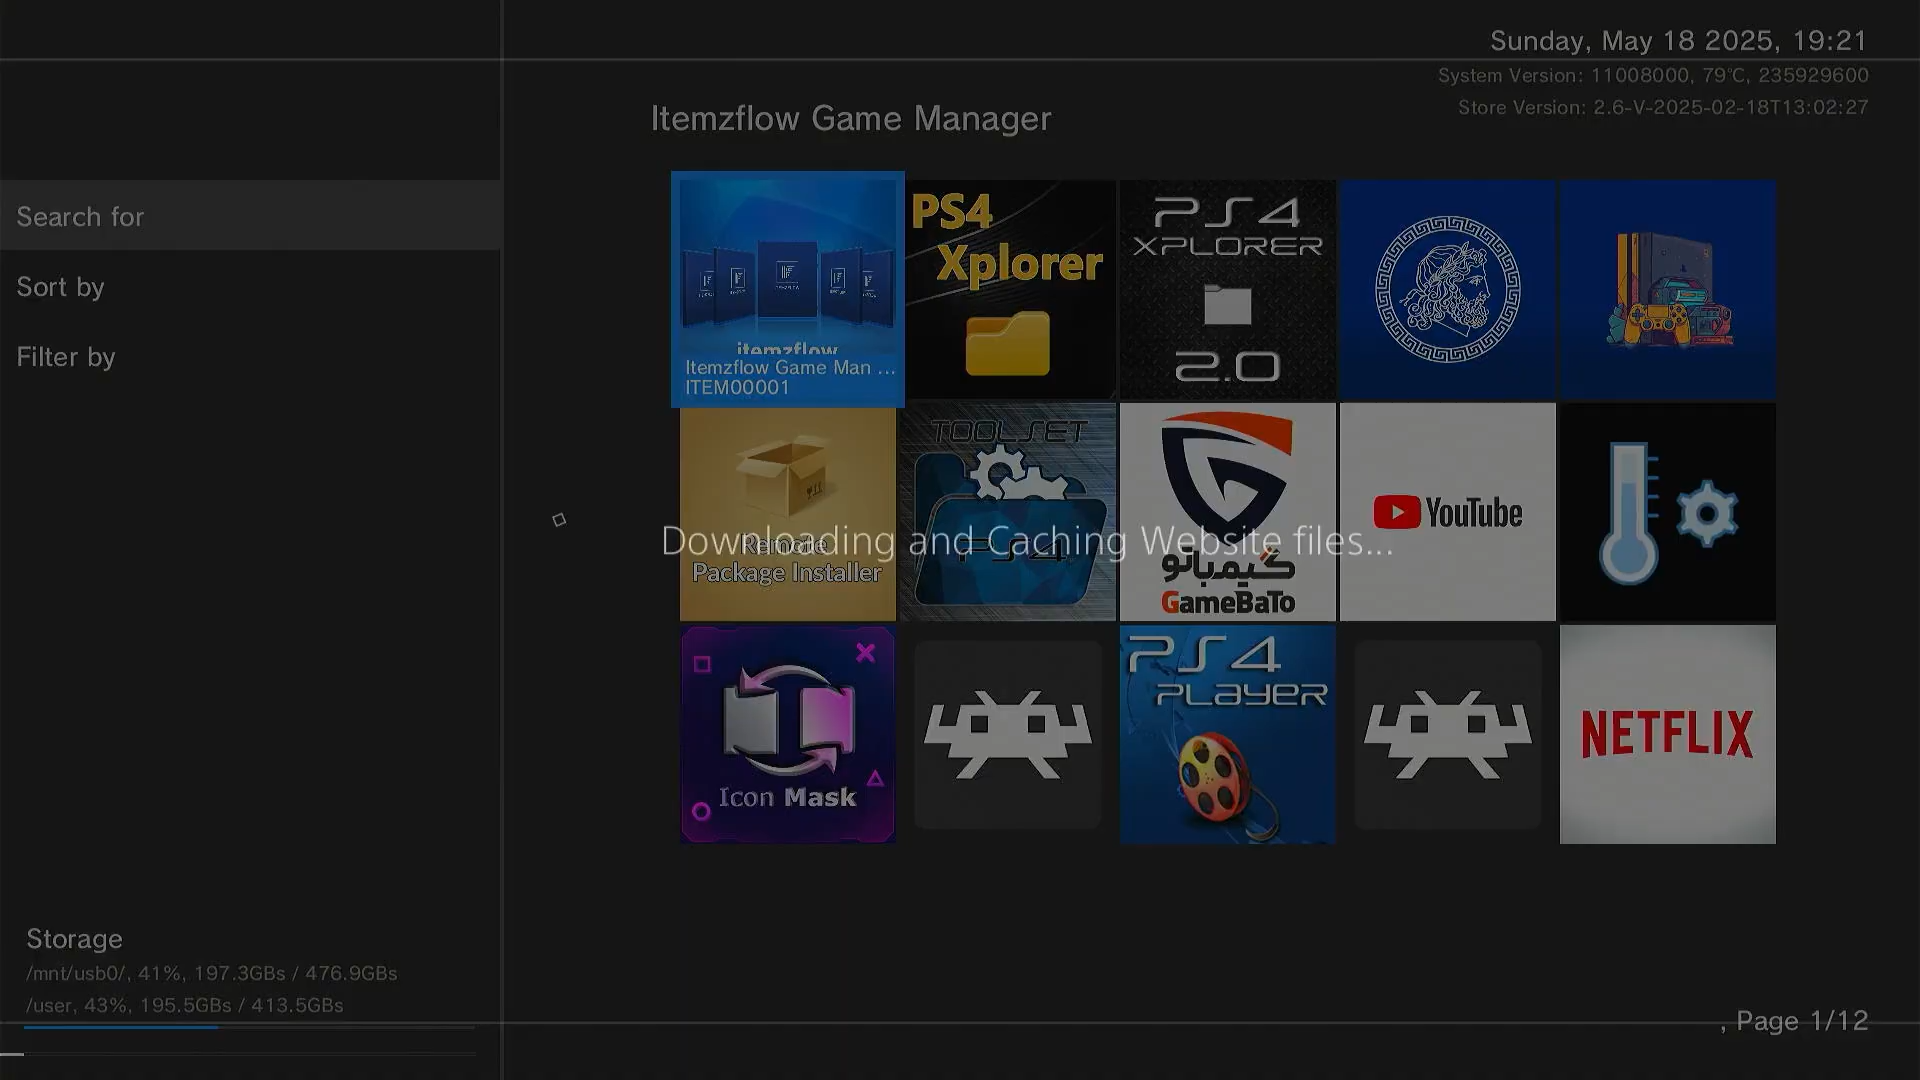 Sunday, May 18 2025, 19:21
System Version: 11008000, 79°C, 235929600
Store Version: 2.6-V-2025-02-18T13:02:27
Itemzflow Game Manager
Search for
Sort by
Filter by
itemzflow
Itemzflow Game Man ...
ITEM00001
PS4
Xplorer
PS4
XPLORER
2.0
Remote
Package Installer
TOOLSET
PS4
گیمباتو
GameBaTo
YouTube
Downloading and Caching Website files...
Icon Mask
PS4
PLAYER
NETFLIX
Storage
/mnt/usb0/, 41%, 197.3GBs / 476.9GBs
/user, 43%, 195.5GBs / 413.5GBs
, Page 1/12